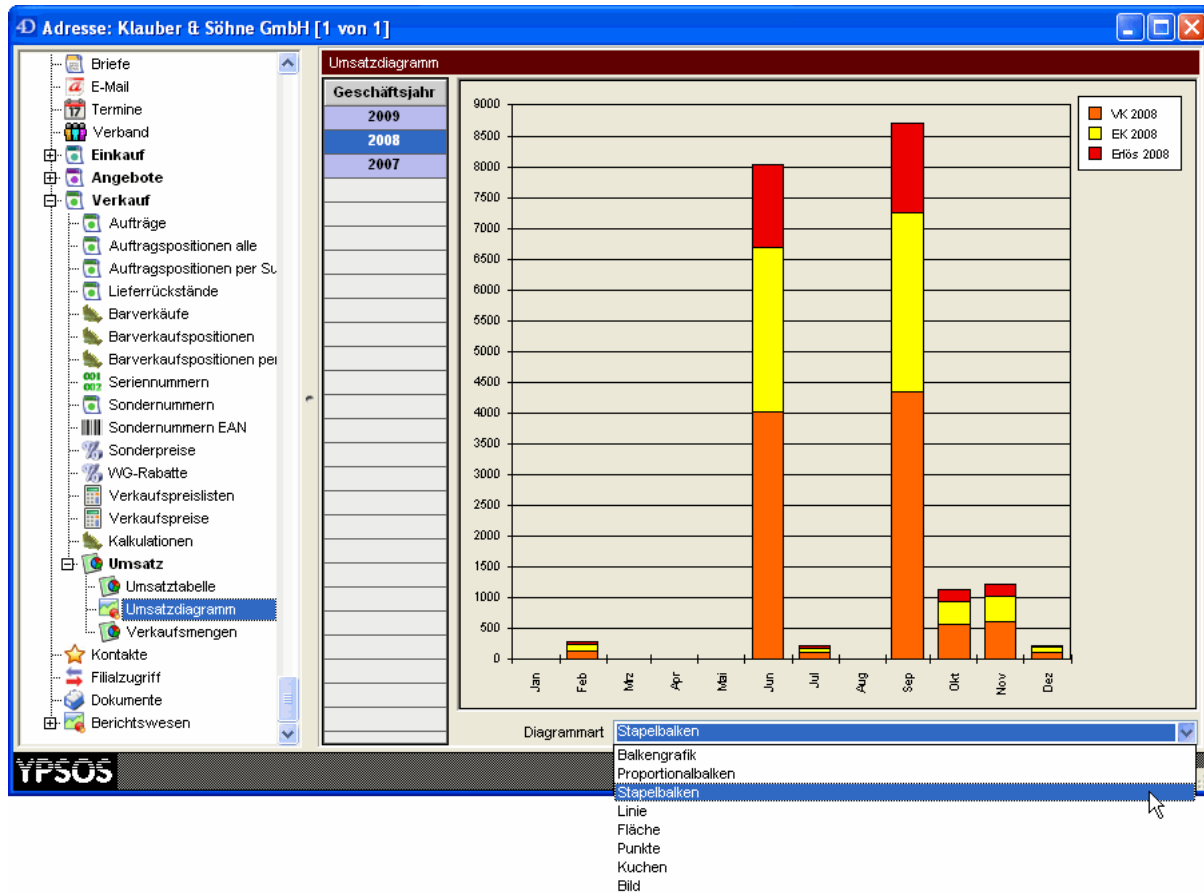 Adresse: Klauber & Söhne GmbH [1 von 1]
Briefe
E-Mail
Termine
Verband
Einkauf
Angebote
Verkauf
Aufträge
Auftragspositionen alle
Auftragspositionen per Su
Lieferrückstände
Barverkäufe
Barverkaufspositionen
Barverkaufspositionen per
Seriennummern
Sondernummern
Sondernummern EAN
Sonderpreise
WG-Rabatte
Verkaufspreislisten
Verkaufspreise
Kalkulationen
Umsatz
Umsatztabelle
Umsatzdiagramm
Verkaufsmengen
Kontakte
Filialzugriff
Dokumente
Berichtswesen
Umsatzdiagramm
Geschäftsjahr
2009
2008
2007
9000
8500
8000
7500
7000
6500
6000
5500
5000
4500
4000
3500
3000
2500
2000
1500
1000
500
0
Jan Feb Mrz Apr Mai Jun Jul Aug Sep Okt Nov Dez
VK 2008
EK 2008
Erlös 2008
Diagrammart Stapelbalken
Balkengrafik
Proportionalbalken
Stapelbalken
Linie
Fläche
Punkte
Kuchen
Bild
YPSOS